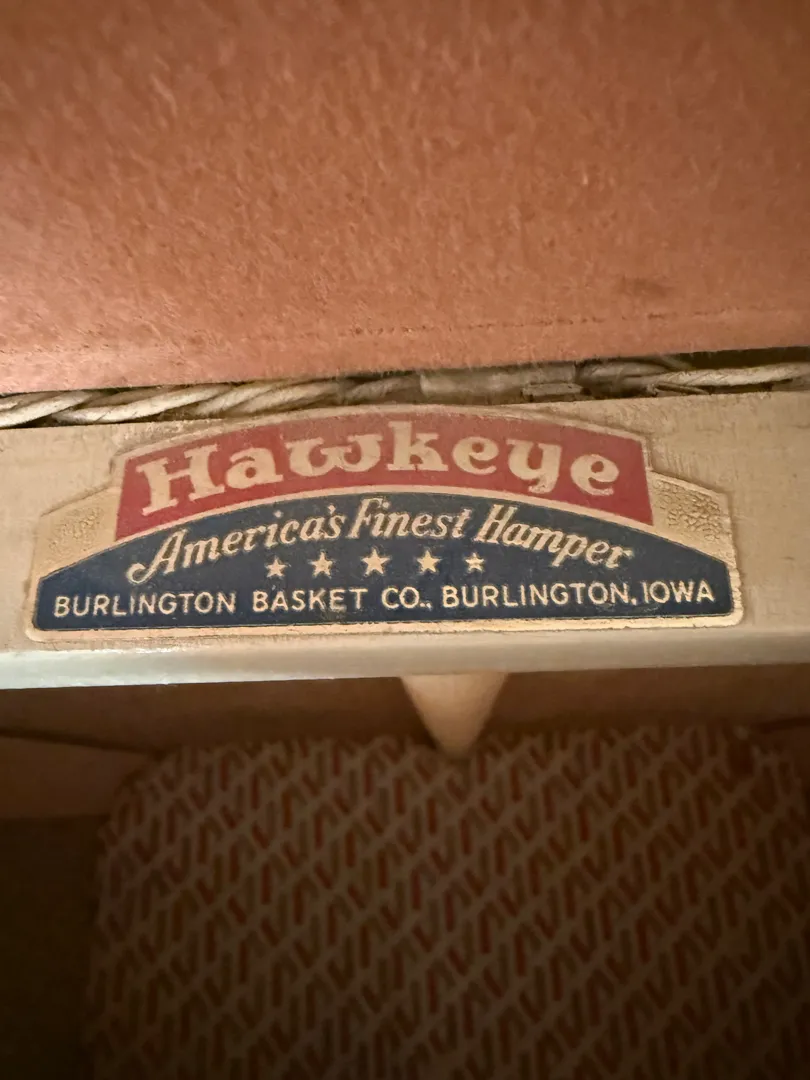 Hawkeye
America's Finest Hamper
BURLINGTON BASKET CO., BURLINGTON, IOWA